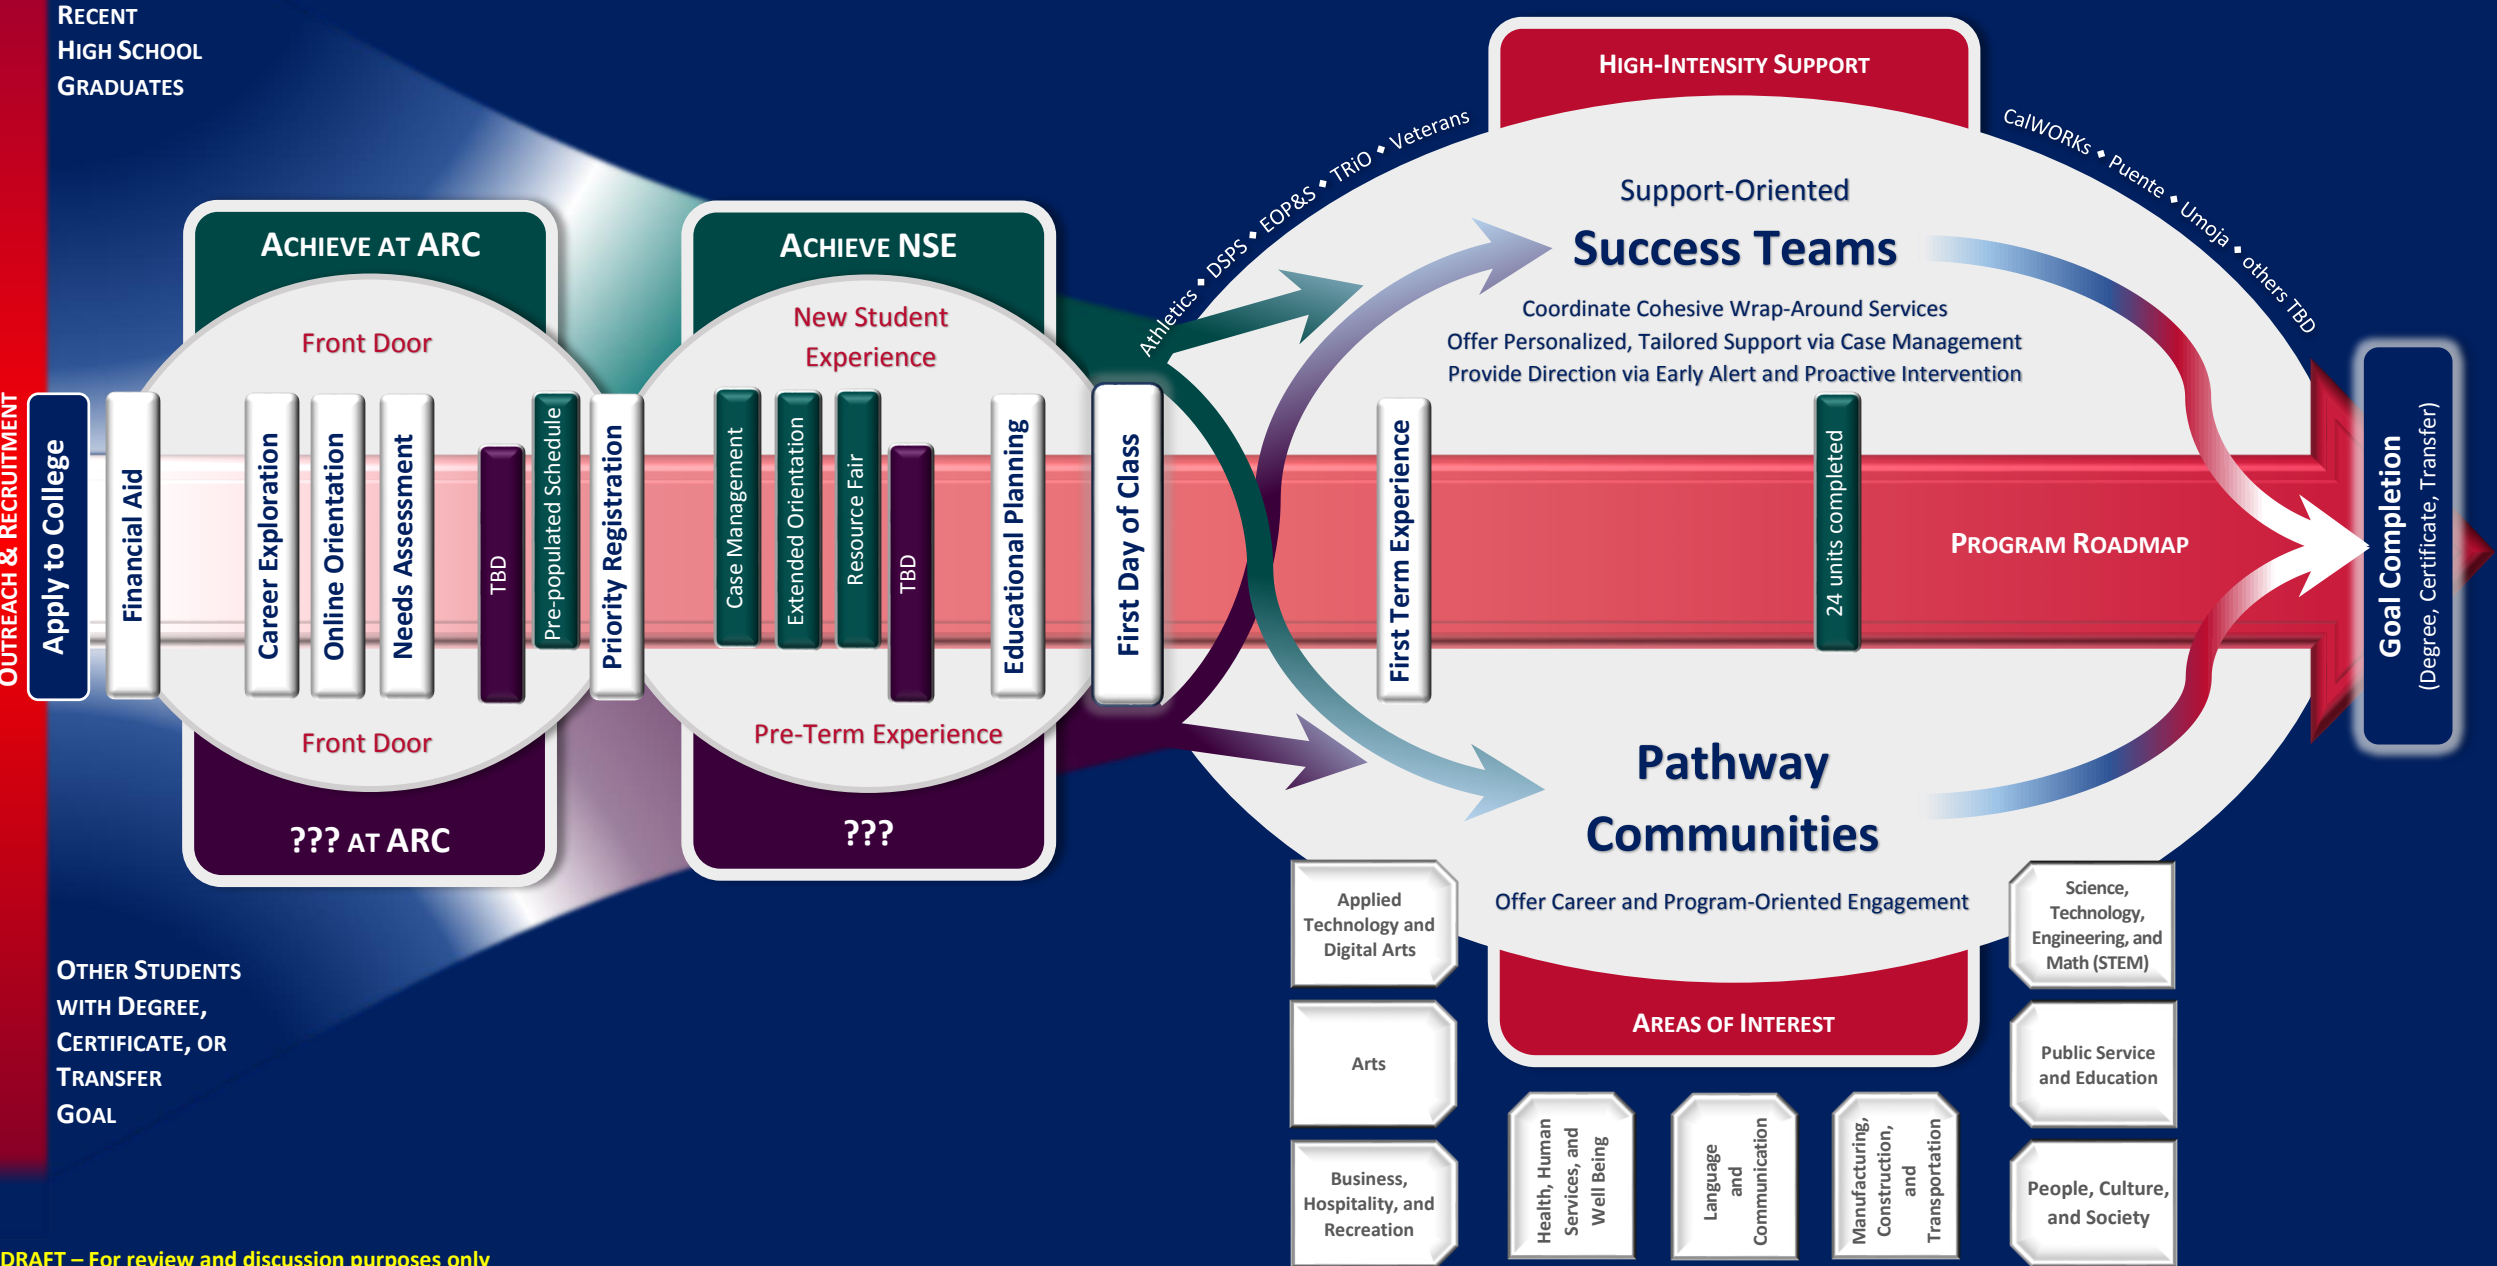 RECENT
HIGH SCHOOL
GRADUATES
OUTREACH & RECRUITMENT
Apply to College
Financial Aid
ACHIEVE AT ARC
Front Door
Career Exploration
Online Orientation
Needs Assessment
TBD
Pre-populated Schedule
Priority Registration
Front Door
??? AT ARC
ACHIEVE NSE
New Student
Experience
Case Management
Extended Orientation
Resource Fair
TBD
Educational Planning
Pre-Term Experience
???
First Day of Class
HIGH-INTENSITY SUPPORT
Athletics ◆ DSPS ◆ EOP&S ◆ TRiO ◆ Veterans
CalWORKs ◆ Puente ◆ Umoja ◆ others TBD
Support-Oriented
Success Teams
Coordinate Cohesive Wrap-Around Services
Offer Personalized, Tailored Support via Case Management
Provide Direction via Early Alert and Proactive Intervention
First Term Experience
24 units completed
PROGRAM ROADMAP
Goal Completion
(Degree, Certificate, Transfer)
Pathway
Communities
Offer Career and Program-Oriented Engagement
AREAS OF INTEREST
Applied
Technology and
Digital Arts
Arts
Business,
Hospitality, and
Recreation
Health, Human
Services, and
Well Being
Language
and
Communication
Manufacturing,
Construction,
and
Transportation
Science,
Technology,
Engineering, and
Math (STEM)
Public Service
and Education
People, Culture,
and Society
OTHER STUDENTS
WITH DEGREE,
CERTIFICATE, OR
TRANSFER
GOAL
DRAFT – For review and discussion purposes only